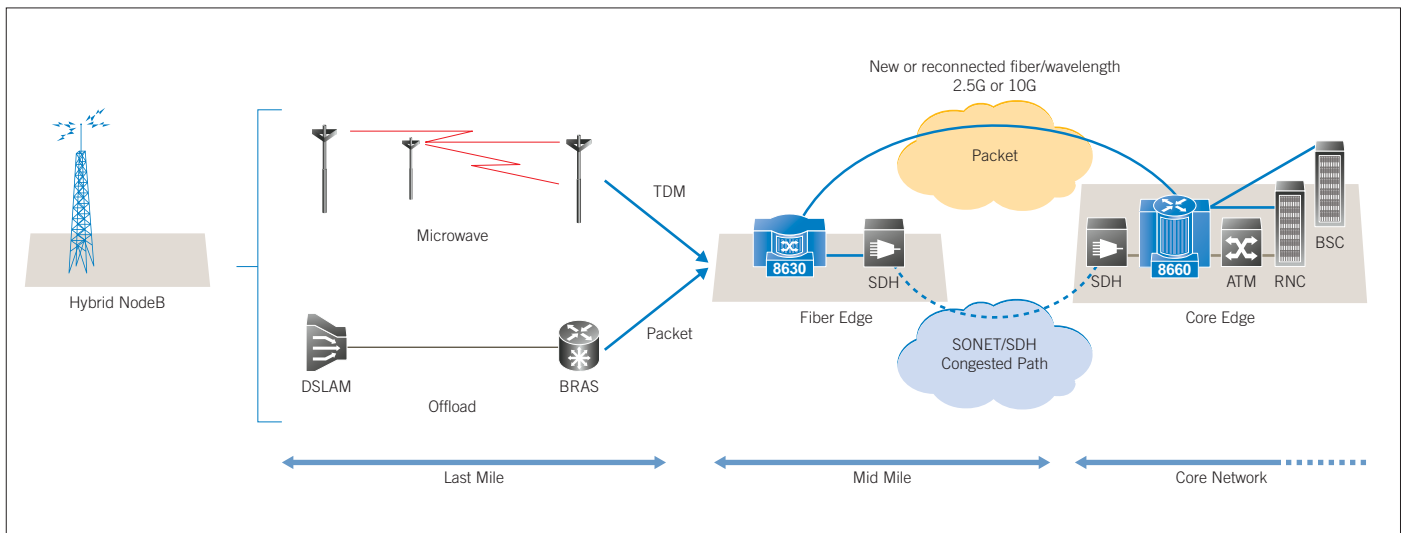 New or reconnected fiber/wavelength
2.5G or 10G
Packet
TDM
Microwave
Hybrid NodeB
8630
SDH
Fiber Edge
SDH
8660
ATM
RNC
BSC
Core Edge
Packet
DSLAM
BRAS
Offload
SONET/SDH
Congested Path
Last Mile
Mid Mile
Core Network